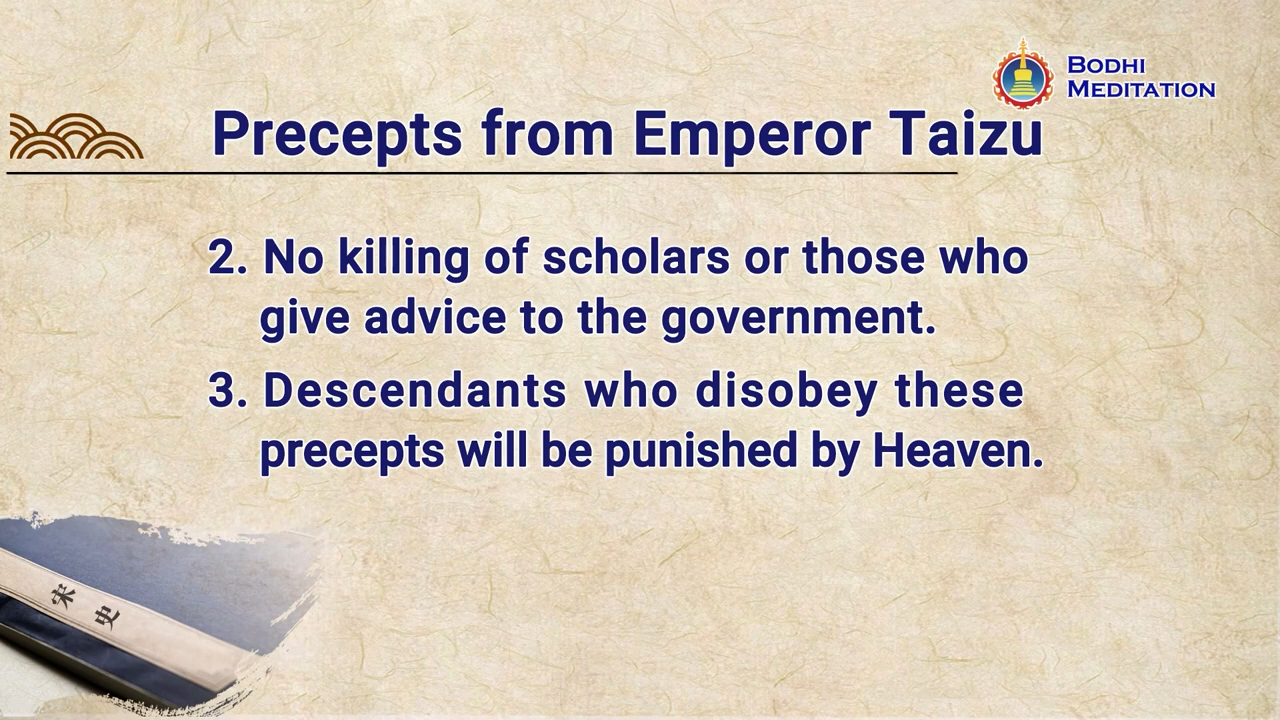 BODHI
MEDITATION
Precepts from Emperor Taizu
2. No killing of scholars or those who
give advice to the government.
3. Descendants who disobey these
precepts will be punished by Heaven.
宋史